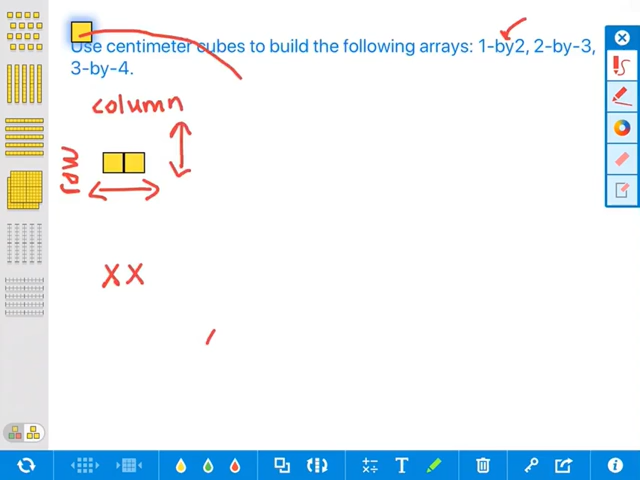 Use centimeter cubes to build the following arrays: 1-by2, 2-by-3,
3-by-4.
column
row
XX